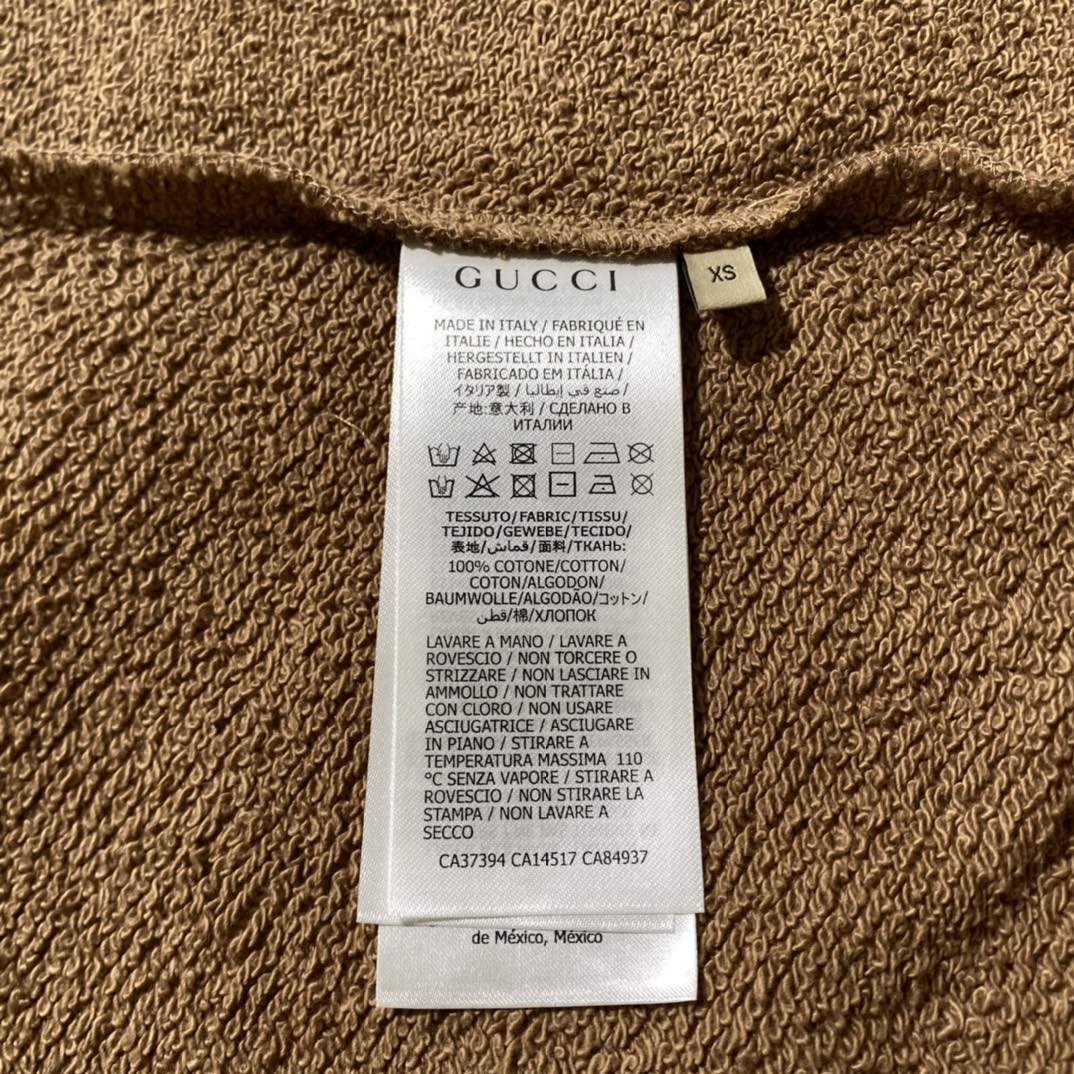 GUCCI
XS
MADE IN ITALY / FABRIQUÉ EN
ITALIE / HECHO EN ITALIA /
HERGESTELLT IN ITALIEN /
FABRICADO EM ITÁLIA /
イタリア製 / صنع في إيطاليا /
产地:意大利 / СДЕЛАНО В
ИТАЛИИ
TESSUTO/FABRIC/TISSU/
TEJIDO/GEWEBE/TECIDO/
表地/قماش/面料/ТКАНЬ:
100% COTONE/COTTON/
COTON/ALGODON/
BAUMWOLLE/ALGODÃO/コットン/
قطن/棉/ХЛОПОК
LAVARE A MANO / LAVARE A
ROVESCIO / NON TORCERE O
STRIZZARE / NON LASCIARE IN
AMMOLLO / NON TRATTARE
CON CLORO / NON USARE
ASCIUGATRICE / ASCIUGARE
IN PIANO / STIRARE A
TEMPERATURA MASSIMA 110
°C SENZA VAPORE / STIRARE A
ROVESCIO / NON STIRARE LA
STAMPA / NON LAVARE A
SECCO
CA37394 CA14517 CA84937
de México, México